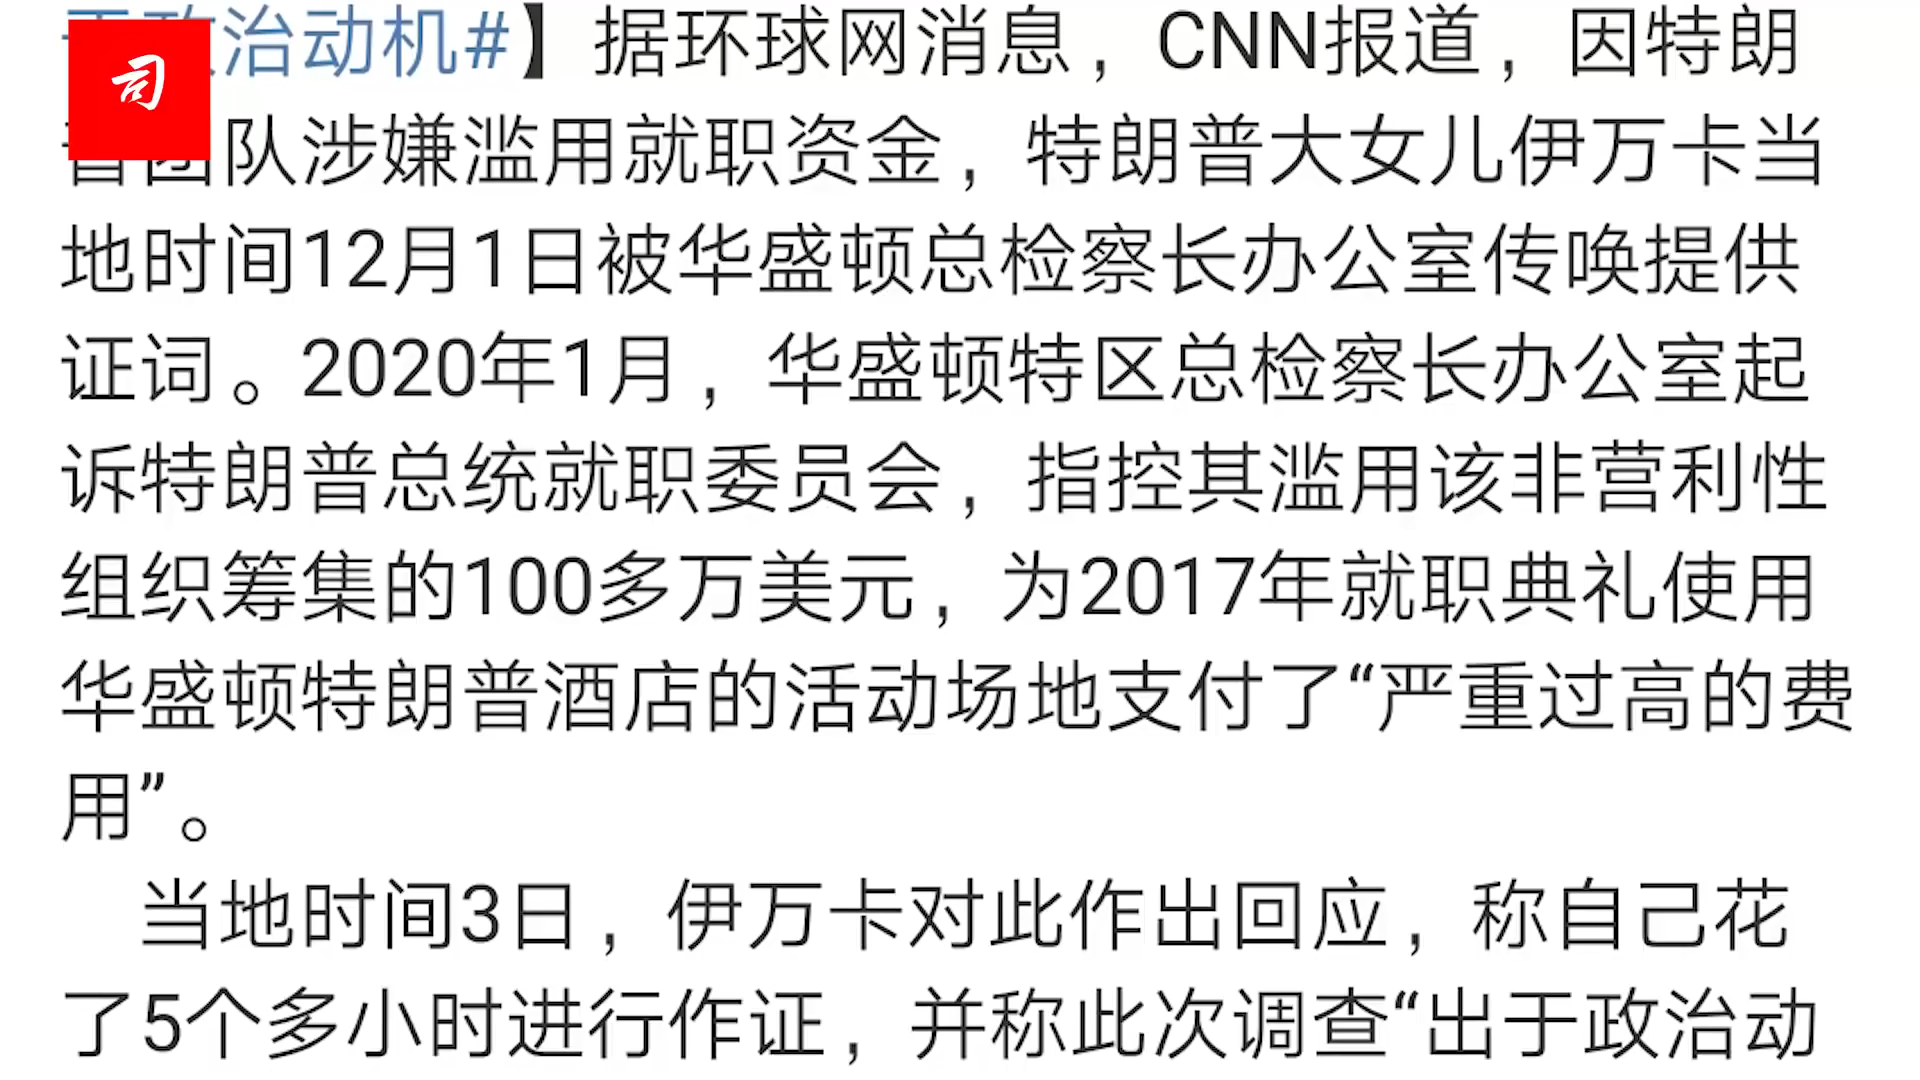 政治动机#】据环球网消息，CNN报道，因特朗
司
普团队涉嫌滥用就职资金，特朗普大女儿伊万卡当
地时间12月1日被华盛顿总检察长办公室传唤提供
证词。2020年1月，华盛顿特区总检察长办公室起
诉特朗普总统就职委员会，指控其滥用该非营利性
组织筹集的100多万美元，为2017年就职典礼使用
华盛顿特朗普酒店的活动场地支付了“严重过高的费
用”。
当地时间3日，伊万卡对此作出回应，称自己花
了5个多小时进行作证，并称此次调查“出于政治动